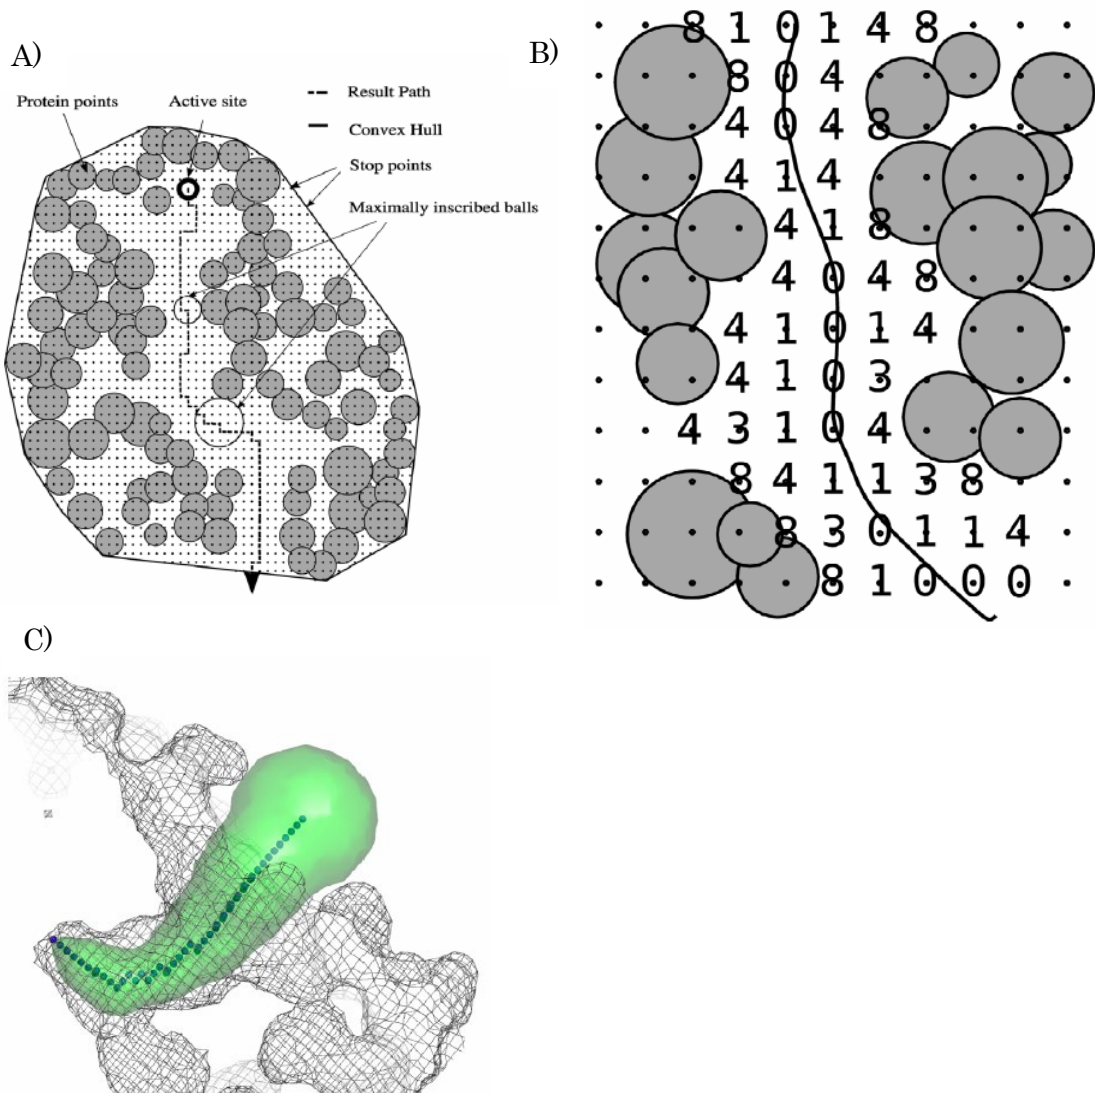 A)
Protein points
Active site
Result Path
Convex Hull
Stop points
Maximally inscribed balls
B)
8 1 0 1 4 8
8 0 4
4 0 4 8
4 1 4
4 1 8
4 0 4 8
4 1 0 1 4
4 1 0 3
4 3 1 0 4
8 4 1 1 3 8
8 3 0 1 1 4
8 1 0 0 0
C)